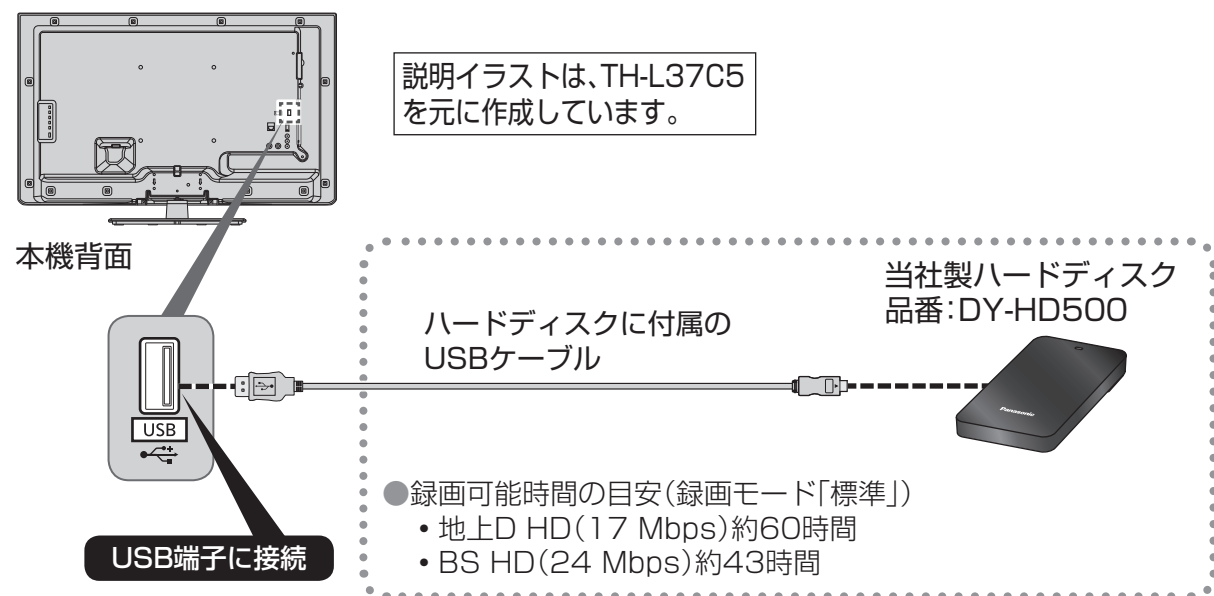 説明イラストは、TH-L37C5
を元に作成しています。
本機背面
当社製ハードディスク
品番：DY-HD500
ハードディスクに付属の
USBケーブル
Panasonic
USB
●録画可能時間の目安（録画モード「標準」）
・地上D HD（17 Mbps）約60時間
・BS HD（24 Mbps）約43時間
USB端子に接続